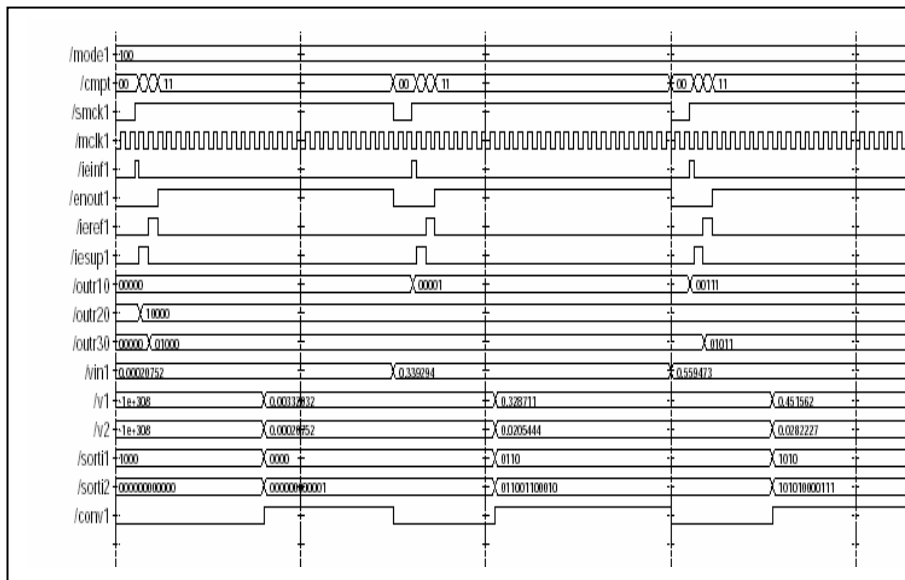 /mode1 100
/cmpt 00 11 00 11 00 11
/smck1
/mclk1
/ieinf1
/enout1
/ieref1
/iesup1
/outr10 00000 00001 00111
/outr20 10000
/outr30 00000 01000 01011
/vin1 0.00020752 0.339294 0.559473
/v1 -1e+308 0.328711 0.451562
/v2 -1e+308 0.0205444 0.0282227
/sorti1 1000 0000 0110 1010
/sorti2 000000000000 000000000001 011001100010 101010000111
/conv1